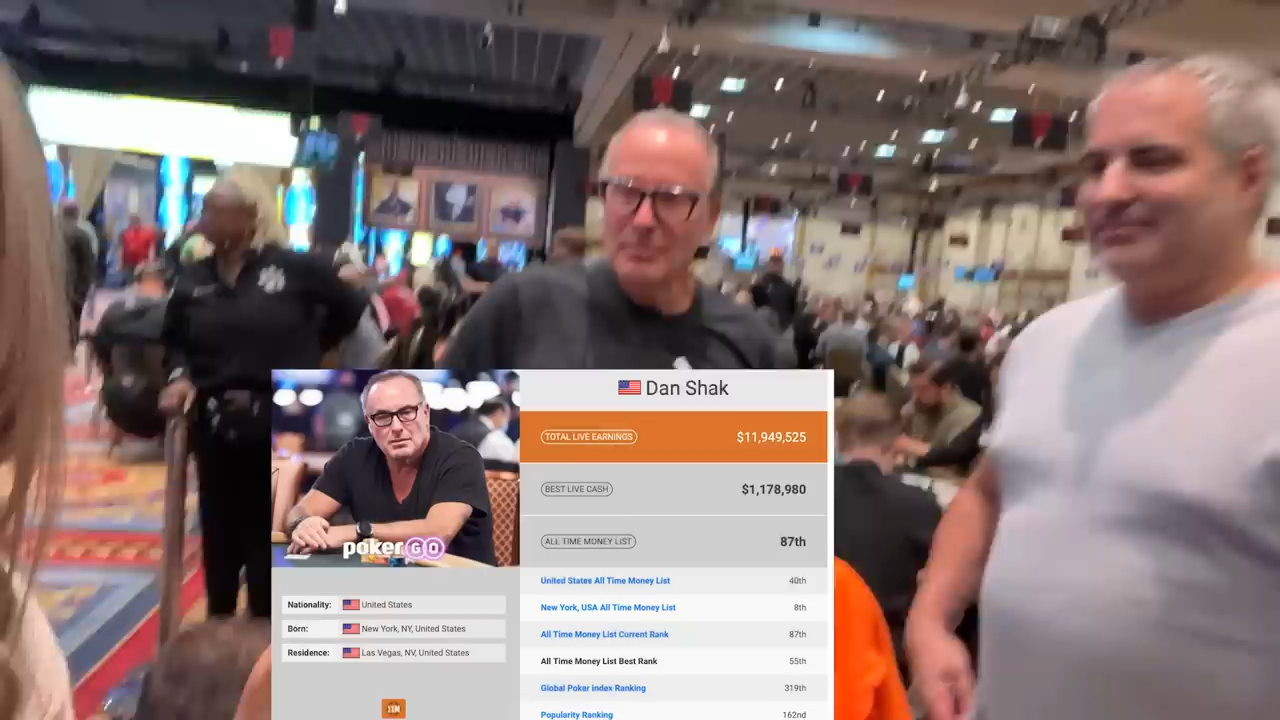 Dan Shak
TOTAL LIVE EARNINGS $11,949,525
BEST LIVE CASH $1,178,980
ALL TIME MONEY LIST 87th
pokerGO
United States All Time Money List 40th
New York, USA All Time Money List 8th
All Time Money List Current Rank 87th
All Time Money List Best Rank 55th
Global Poker Index Ranking 319th
Popularity Ranking 162nd
Nationality: United States
Born: New York, NY, United States
Residence: Las Vegas, NV, United States